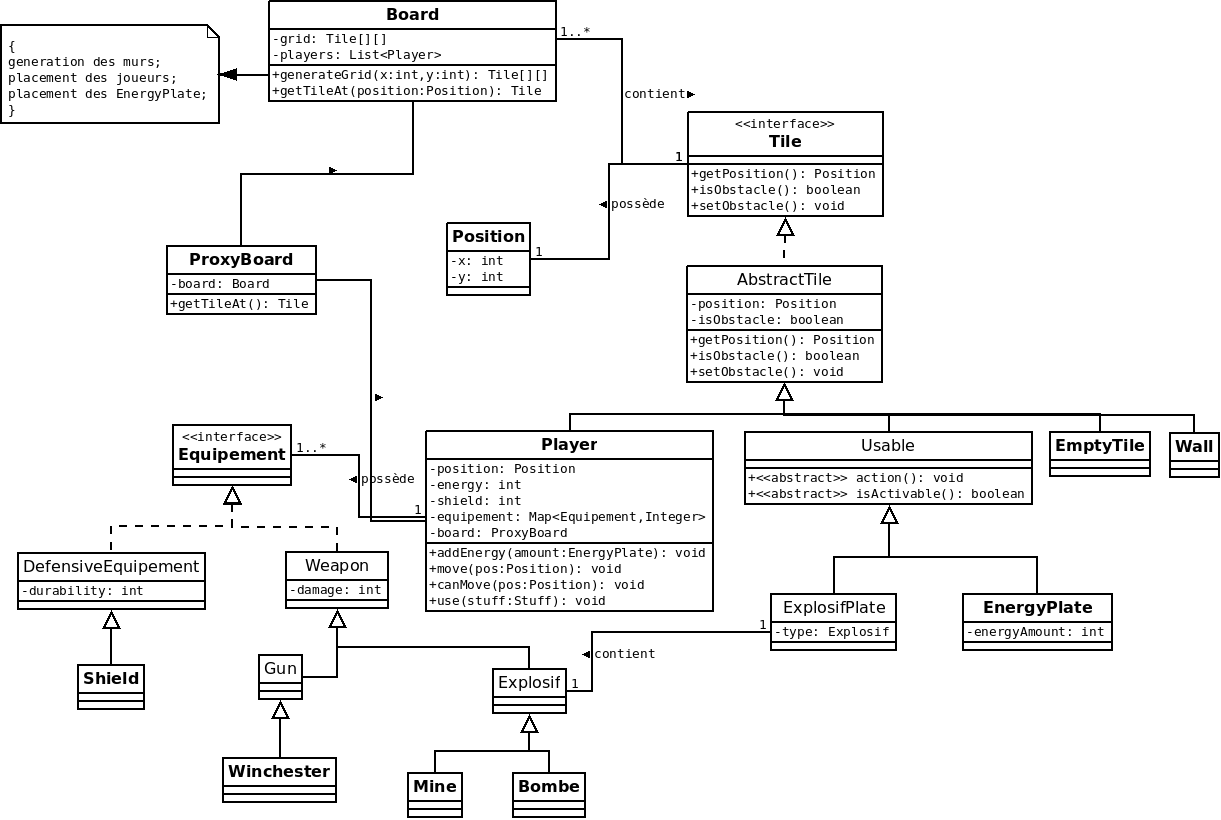 Board
-grid: Tile[][]
-players: List<Player>
+generateGrid(x:int,y:int): Tile[][]
+getTileAt(position:Position): Tile
{
generation des murs;
placement des joueurs;
placement des EnergyPlate;
}
1..*
contient
<<interface>>
Tile
+getPosition(): Position
+isObstacle(): boolean
+setObstacle(): void
1
possède
Position
-x: int
-y: int
1
ProxyBoard
-board: Board
+getTileAt(): Tile
AbstractTile
-position: Position
-isObstacle: boolean
+getPosition(): Position
+isObstacle(): boolean
+setObstacle(): void
<<interface>>
Equipement
1..*
possède
1
Player
-position: Position
-energy: int
-shield: int
-equipement: Map<Equipement,Integer>
-board: ProxyBoard
+addEnergy(amount:EnergyPlate): void
+move(pos:Position): void
+canMove(pos:Position): void
+use(stuff:Stuff): void
Usable
+<<abstract>> action(): void
+<<abstract>> isActivable(): boolean
EmptyTile
Wall
DefensiveEquipement
-durability: int
Weapon
-damage: int
ExplosifPlate
-type: Explosif
EnergyPlate
-energyAmount: int
1
contient
1
Shield
Gun
Explosif
Winchester
Mine
Bombe